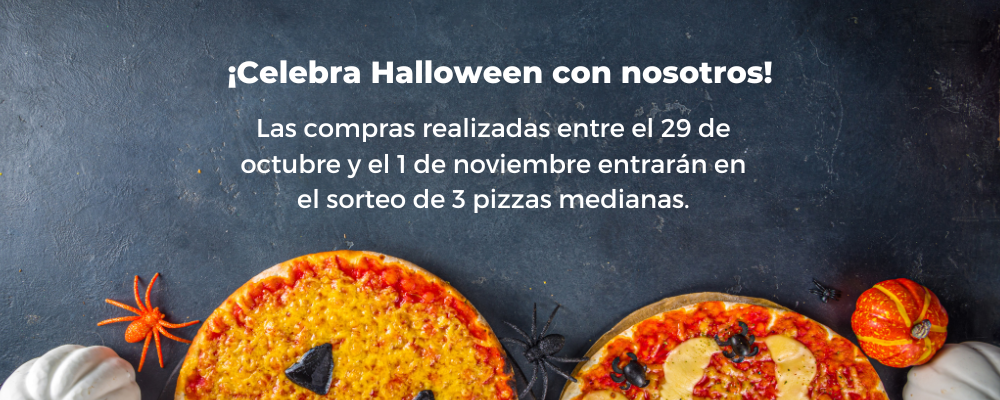 ¡Celebra Halloween con nosotros!
Las compras realizadas entre el 29 de
octubre y el 1 de noviembre entrarán en
el sorteo de 3 pizzas medianas.